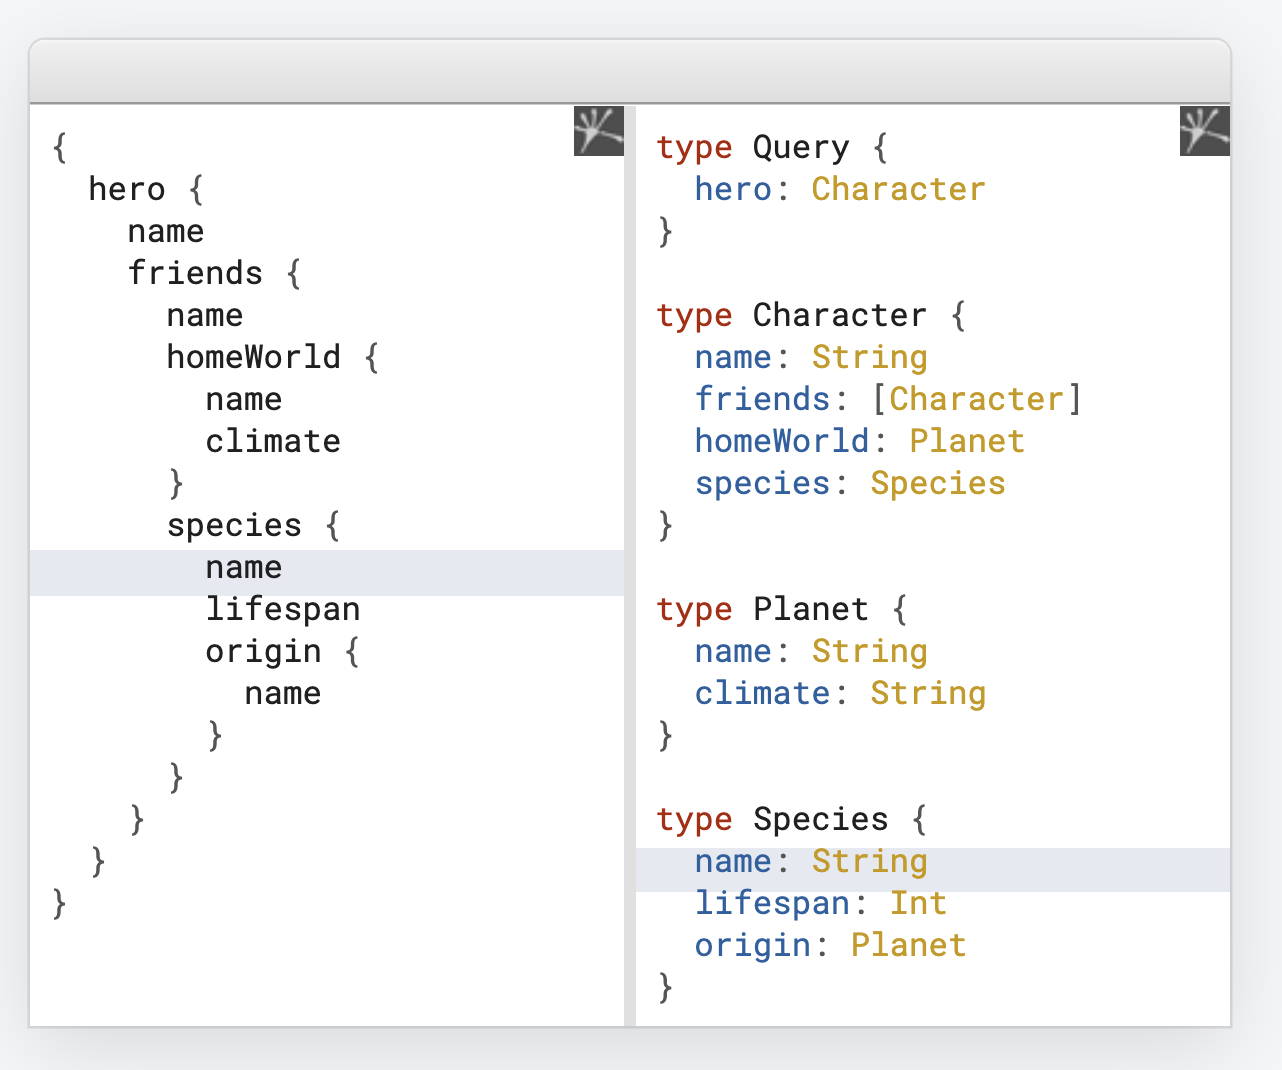 {
  hero {
    name
    friends {
      name
      homeWorld {
        name
        climate
      }
      species {
        name
        lifespan
        origin {
          name
        }
      }
    }
  }
}
type Query {
  hero: Character
}

type Character {
  name: String
  friends: [Character]
  homeWorld: Planet
  species: Species
}

type Planet {
  name: String
  climate: String
}

type Species {
  name: String
  lifespan: Int
  origin: Planet
}